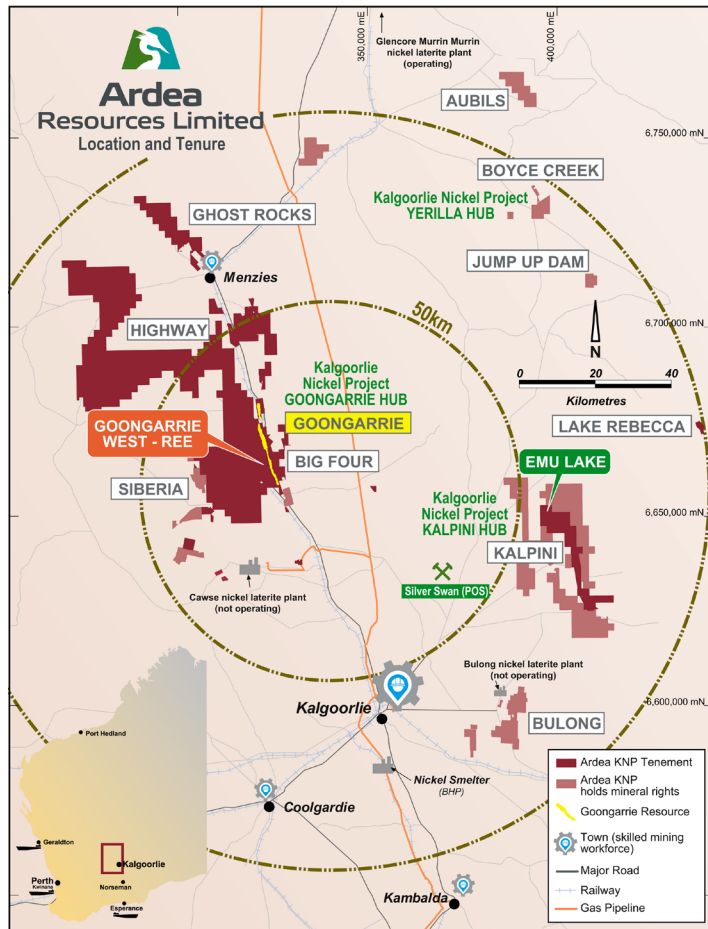 350,000 mE
400,000 mE
Glencore Murrin Murrin
nickel laterite plant
(operating)
Ardea
Resources Limited
Location and Tenure
AUBILS
6,750,000 mN
BOYCE CREEK
Kalgoorlie Nickel Project
YERILLA HUB
GHOST ROCKS
JUMP UP DAM
Menzies
HIGHWAY
50km
6,700,000 mN
N
Kalgoorlie
Nickel Project
GOONGARRIE HUB
0 20 40
Kilometres
GOONGARRIE
WEST - REE
GOONGARRIE
LAKE REBECCA
BIG FOUR
EMU LAKE
SIBERIA
Kalgoorlie
Nickel Project
KALPINI HUB
6,650,000 mN
KALPINI
Cawse nickel laterite plant
(not operating)
Silver Swan (POS)
Bulong nickel laterite plant
(not operating)
6,600,000 mN
Kalgoorlie
BULONG
Port Hedland
Nickel Smelter
(BHP)
Coolgardie
Geraldton
Kalgoorlie
Perth
Kwinana
Norseman
Esperance
Kambalda
Ardea KNP Tenement
Ardea KNP
holds mineral rights
Goongarrie Resource
Town (skilled mining
workforce)
Major Road
Railway
Gas Pipeline